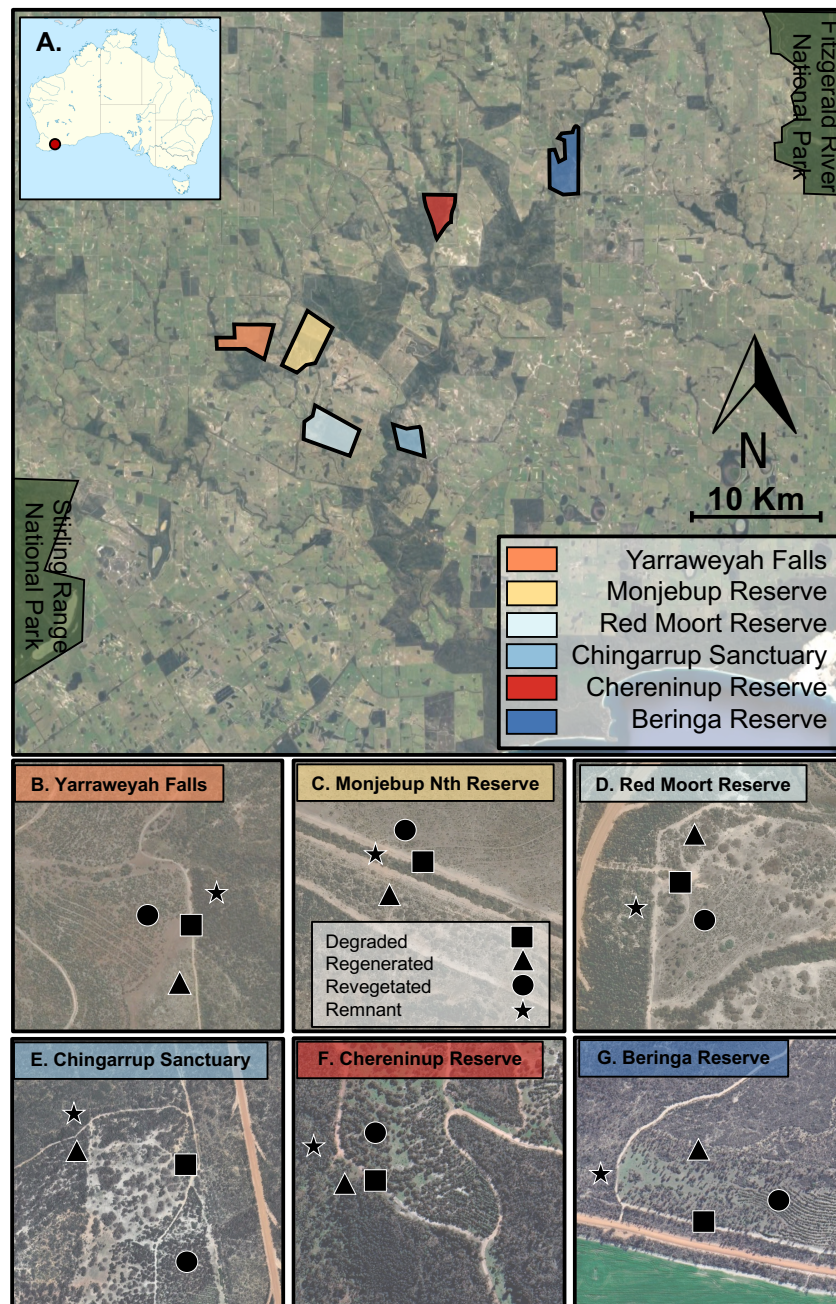 A.
Fitzgerald River
National Park
Stirling Range
National Park
N
10 Km
Yarraweyah Falls
Monjebup Reserve
Red Moort Reserve
Chingarrup Sanctuary
Chereninup Reserve
Beringa Reserve
B. Yarraweyah Falls
C. Monjebup Nth Reserve
D. Red Moort Reserve
Degraded
Regenerated
Revegetated
Remnant
E. Chingarrup Sanctuary
F. Chereninup Reserve
G. Beringa Reserve